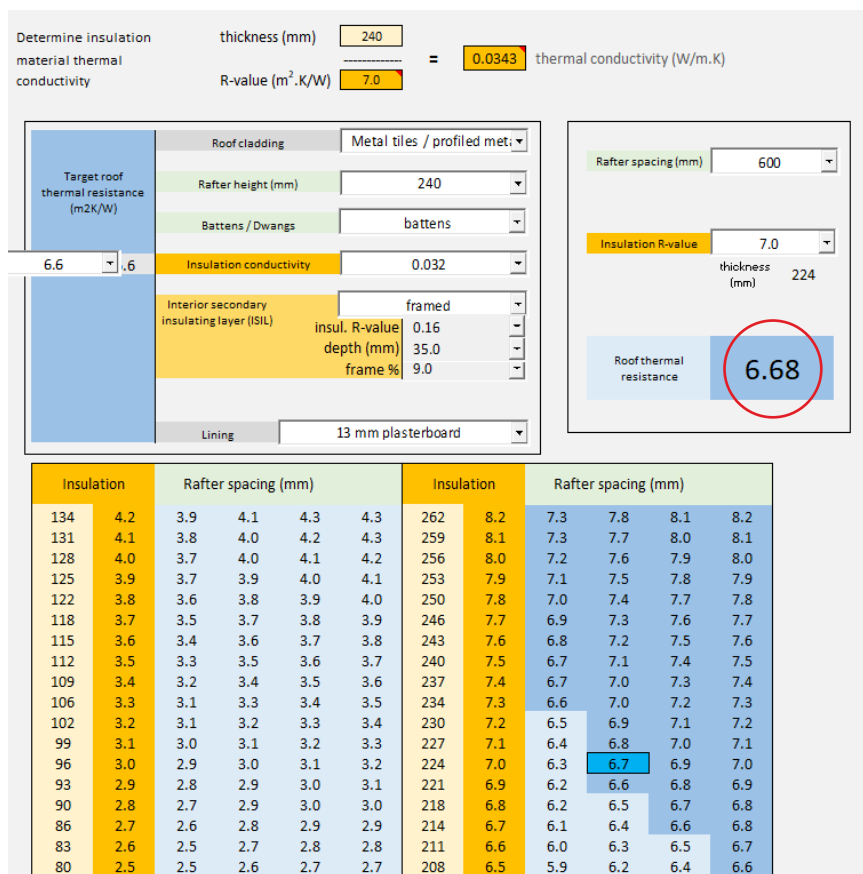 Determine insulation thickness (mm) 240
material thermal ------------- = 0.0343 thermal conductivity (W/m.K)
conductivity R-value (m².K/W) 7.0
Roof cladding Metal tiles / profiled met
Target roof
thermal resistance
(m2K/W)
Rafter height (mm) 240
Battens / Dwangs battens
6.6 .6 Insulation conductivity 0.032
Interior secondary
insulating layer (ISIL)
framed
insul. R-value 0.16
depth (mm) 35.0
frame % 9.0
Lining 13 mm plasterboard
Rafter spacing (mm) 600
Insulation R-value 7.0
thickness
(mm)
224
Roof thermal
resistance
6.68
Insulation Rafter spacing (mm) Insulation Rafter spacing (mm)
134 4.2 3.9 4.1 4.3 4.3 262 8.2 7.3 7.8 8.1 8.2
131 4.1 3.8 4.0 4.2 4.3 259 8.1 7.3 7.7 8.0 8.1
128 4.0 3.7 4.0 4.1 4.2 256 8.0 7.2 7.6 7.9 8.0
125 3.9 3.7 3.9 4.0 4.1 253 7.9 7.1 7.5 7.8 7.9
122 3.8 3.6 3.8 3.9 4.0 250 7.8 7.0 7.4 7.7 7.8
118 3.7 3.5 3.7 3.8 3.9 246 7.7 6.9 7.3 7.6 7.7
115 3.6 3.4 3.6 3.7 3.8 243 7.6 6.8 7.2 7.5 7.6
112 3.5 3.3 3.5 3.6 3.7 240 7.5 6.7 7.1 7.4 7.5
109 3.4 3.2 3.4 3.5 3.6 237 7.4 6.7 7.0 7.3 7.4
106 3.3 3.1 3.3 3.4 3.5 234 7.3 6.6 7.0 7.2 7.3
102 3.2 3.1 3.2 3.3 3.4 230 7.2 6.5 6.9 7.1 7.2
99 3.1 3.0 3.1 3.2 3.3 227 7.1 6.4 6.8 7.0 7.1
96 3.0 2.9 3.0 3.1 3.2 224 7.0 6.3 6.7 6.9 7.0
93 2.9 2.8 2.9 3.0 3.1 221 6.9 6.2 6.6 6.8 6.9
90 2.8 2.7 2.9 3.0 3.0 218 6.8 6.2 6.5 6.7 6.8
86 2.7 2.6 2.8 2.9 2.9 214 6.7 6.1 6.4 6.6 6.8
83 2.6 2.5 2.7 2.8 2.8 211 6.6 6.0 6.3 6.5 6.7
80 2.5 2.5 2.6 2.7 2.7 208 6.5 5.9 6.2 6.4 6.6